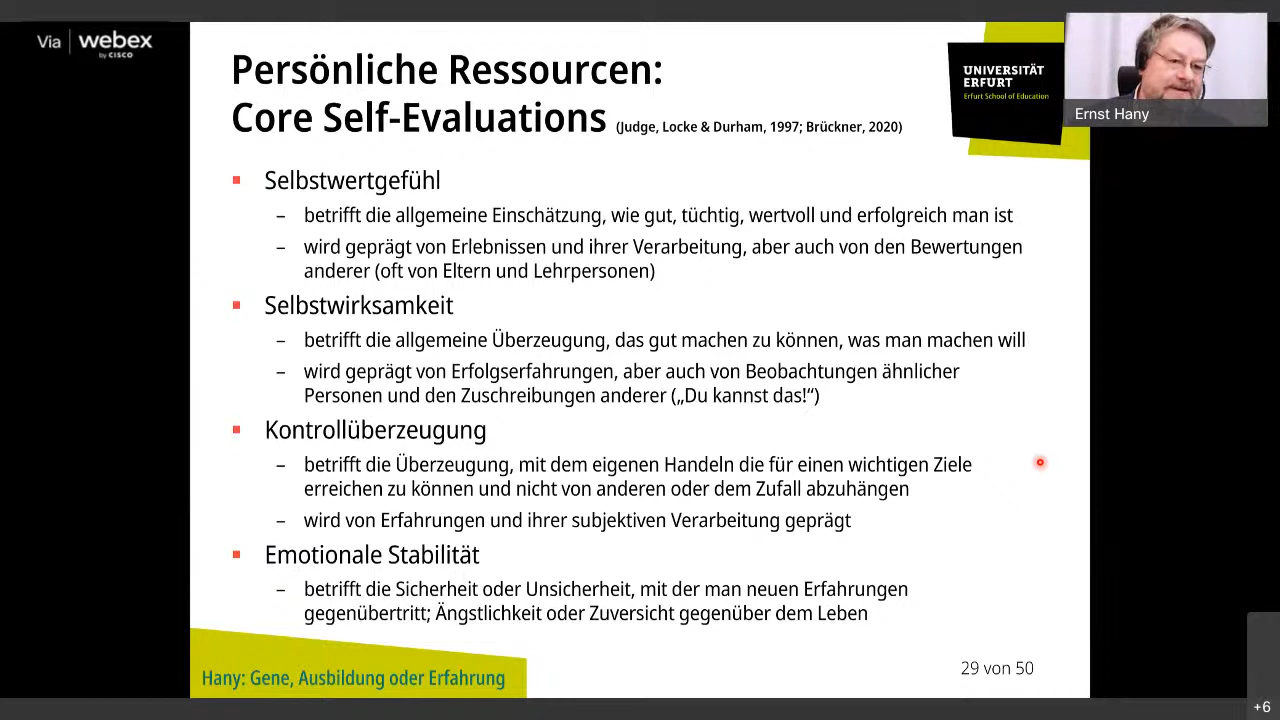 Via webex
by CISCO
Persönliche Ressourcen:
Core Self-Evaluations (Judge, Locke & Durham, 1997; Brückner, 2020)
UNIVERSITÄT
ERFURT
Erfurt School of Education
Ernst Hany
Selbstwertgefühl
– betrifft die allgemeine Einschätzung, wie gut, tüchtig, wertvoll und erfolgreich man ist
– wird geprägt von Erlebnissen und ihrer Verarbeitung, aber auch von den Bewertungen
anderer (oft von Eltern und Lehrpersonen)
Selbstwirksamkeit
– betrifft die allgemeine Überzeugung, das gut machen zu können, was man machen will
– wird geprägt von Erfolgserfahrungen, aber auch von Beobachtungen ähnlicher
Personen und den Zuschreibungen anderer („Du kannst das!“)
Kontrollüberzeugung
– betrifft die Überzeugung, mit dem eigenen Handeln die für einen wichtigen Ziele
erreichen zu können und nicht von anderen oder dem Zufall abzuhängen
– wird von Erfahrungen und ihrer subjektiven Verarbeitung geprägt
Emotionale Stabilität
– betrifft die Sicherheit oder Unsicherheit, mit der man neuen Erfahrungen
gegenübertritt; Ängstlichkeit oder Zuversicht gegenüber dem Leben
Hany: Gene, Ausbildung oder Erfahrung
29 von 50
+6